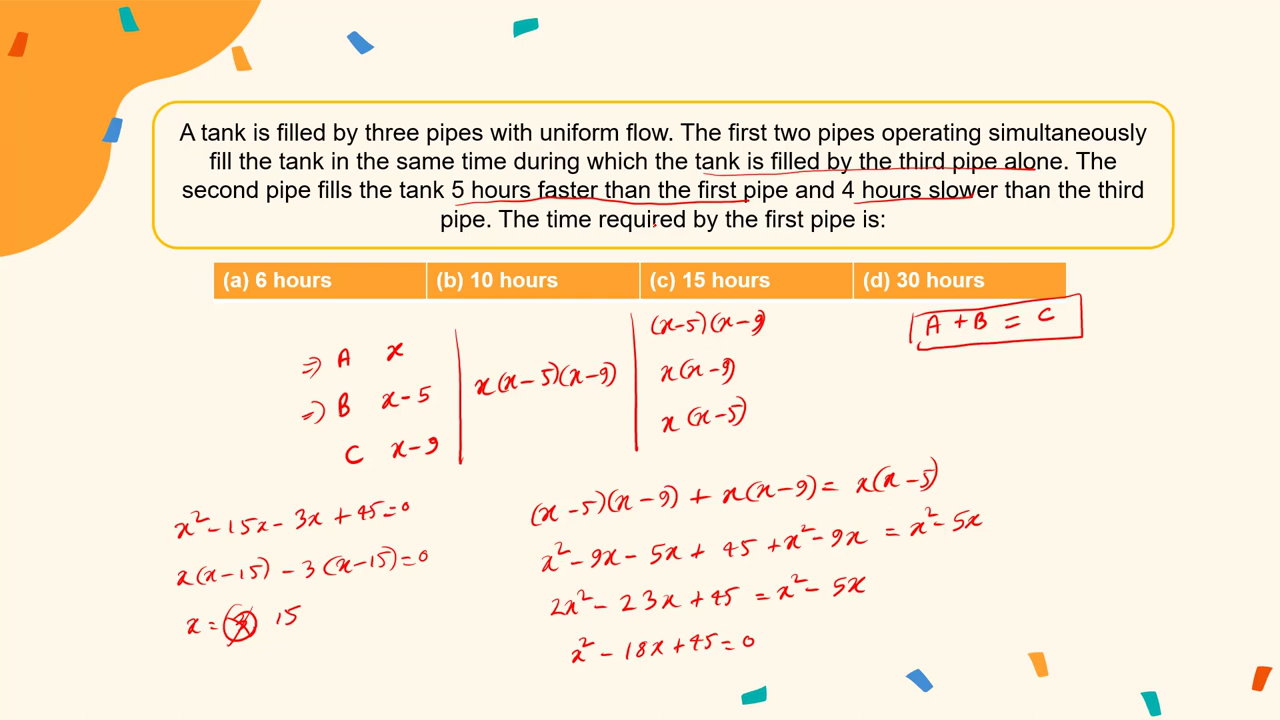 A tank is filled by three pipes with uniform flow. The first two pipes operating simultaneously
fill the tank in the same time during which the tank is filled by the third pipe alone. The
second pipe fills the tank 5 hours faster than the first pipe and 4 hours slower than the third
pipe. The time required by the first pipe is:
(a) 6 hours (b) 10 hours (c) 15 hours (d) 30 hours
A + B = C
⇒ A x
⇒ B x - 5
C x - 9
x(x - 5)(x - 9)
(x - 5)(x - 9)
x(x - 9)
x(x - 5)
(x - 5)(x - 9) + x(x - 9) = x(x - 5)
x² - 9x - 5x + 45 + x² - 9x = x² - 5x
2x² - 23x + 45 = x² - 5x
x² - 18x + 45 = 0
x² - 15x - 3x + 45 = 0
x(x - 15) - 3(x - 15) = 0
x = 15